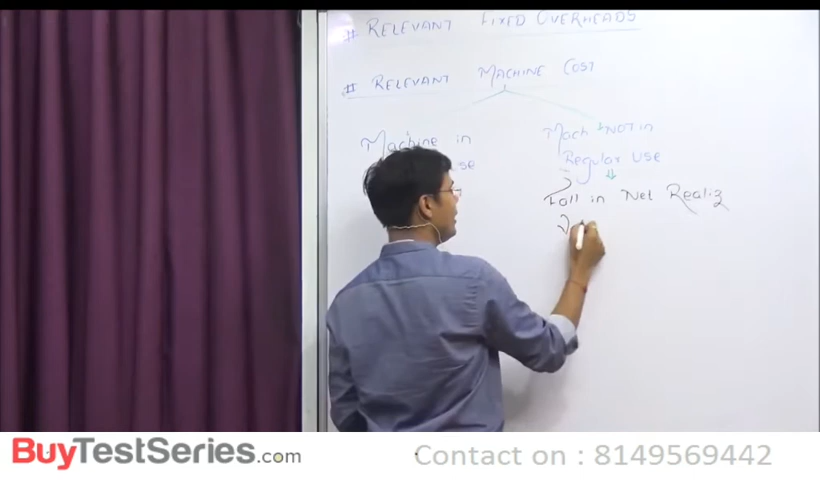 # RELEVANT FIXED OVERHEADS
# RELEVANT MACHINE COST
Machine in
use
Mach NOT in
Regular use
Fall in Net Realiz
BuyTestSeries.com
Contact on : 8149569442